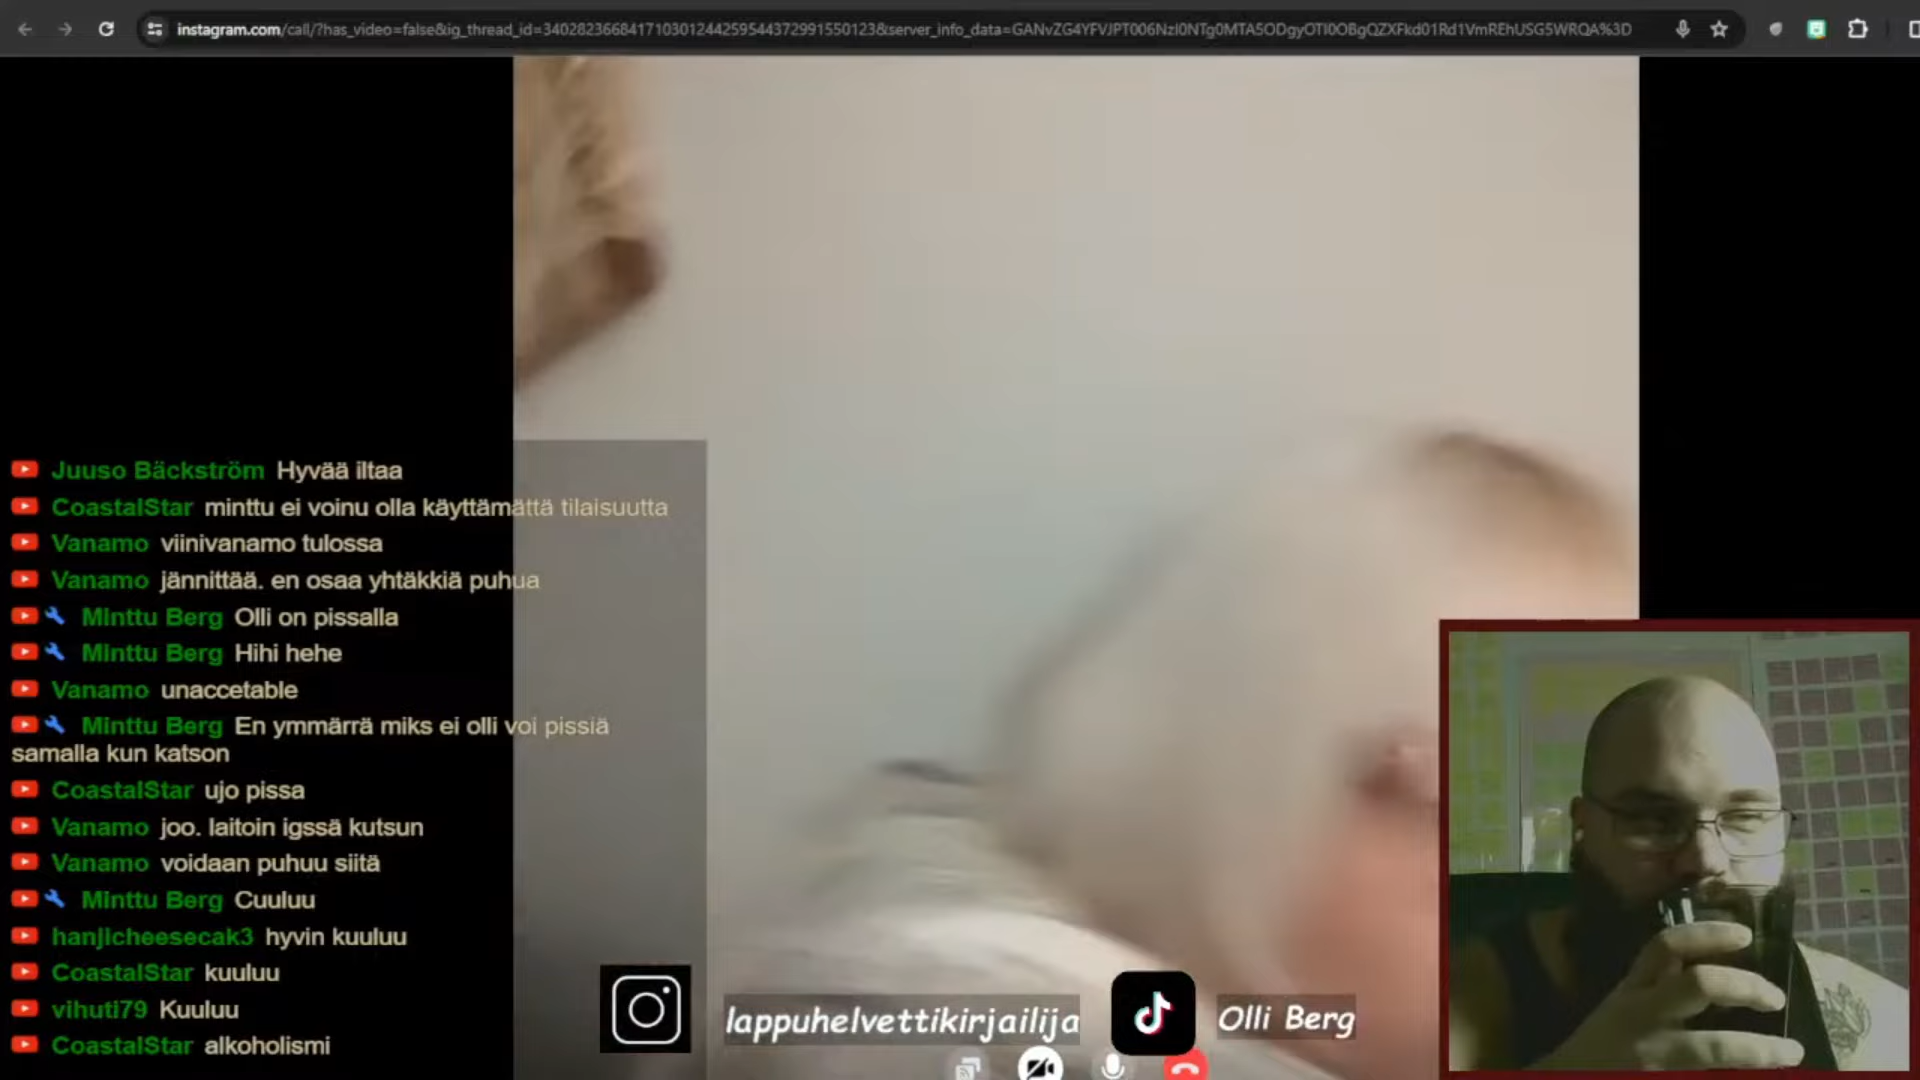 instagram.com/call/?has_video=false&ig_thread_id=340282366841710301244259544372991550123&server_info_data=GANvZG4YFVJPT006NzI0NTg0MTA5ODgyOTI0OBgQZXFkd01Rd1VmREhUSG5WRQA%3D
Juuso Bäckström Hyvää iltaa
CoastalStar minttu ei voinu olla käyttämättä tilaisuutta
Vanamo viinivanamo tulossa
Vanamo jännittää. en osaa yhtäkkiä puhua
Minttu Berg Olli on pissalla
Minttu Berg Hihi hehe
Vanamo unaccetable
Minttu Berg En ymmärrä miks ei olli voi pissiä
samalla kun katson
CoastalStar ujo pissa
Vanamo joo. laitoin igssä kutsun
Vanamo voidaan puhuu siitä
Minttu Berg Cuuluu
hanjicheesecak3 hyvin kuuluu
CoastalStar kuuluu
vihuti79 Kuuluu
CoastalStar alkoholismi
lappuhelvettikirjailija
Olli Berg